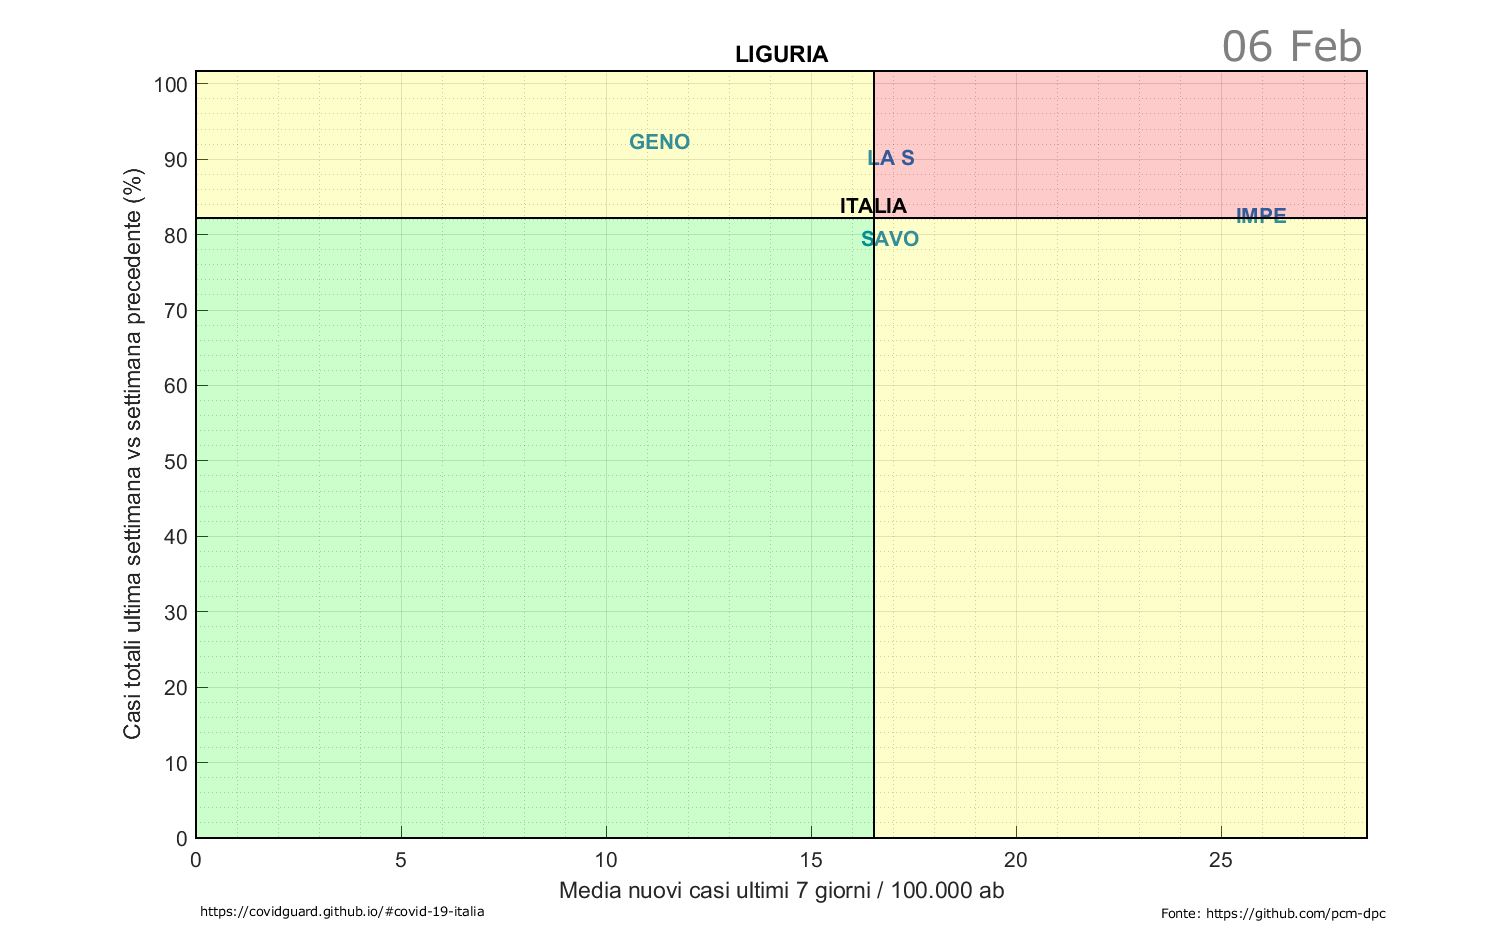 06 Feb
LIGURIA
100
90
80
70
60
50
40
30
20
10
0
Casi totali ultima settimana vs settimana precedente (%)
GENO
LA S
ITALIA
IMPE
SAVO
0 5 10 15 20 25
Media nuovi casi ultimi 7 giorni / 100.000 ab
https://covidguard.github.io/#covid-19-italia
Fonte: https://github.com/pcm-dpc